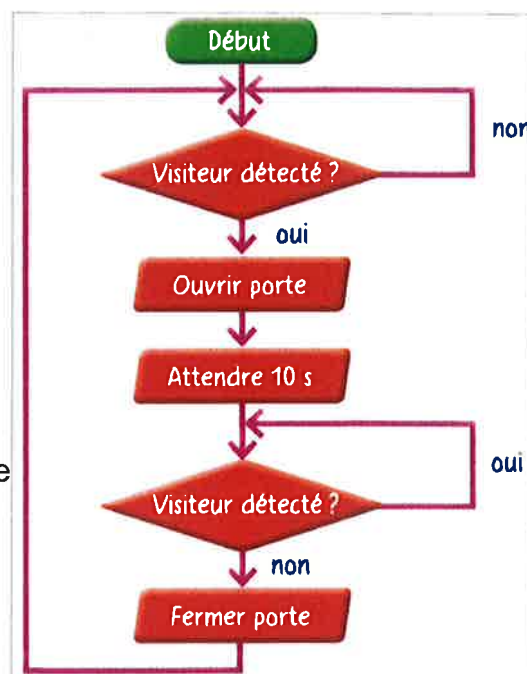 Début
non
Visiteur détecté ?
oui
Ouvrir porte
Attendre 10 s
oui
e
Visiteur détecté ?
non
Fermer porte